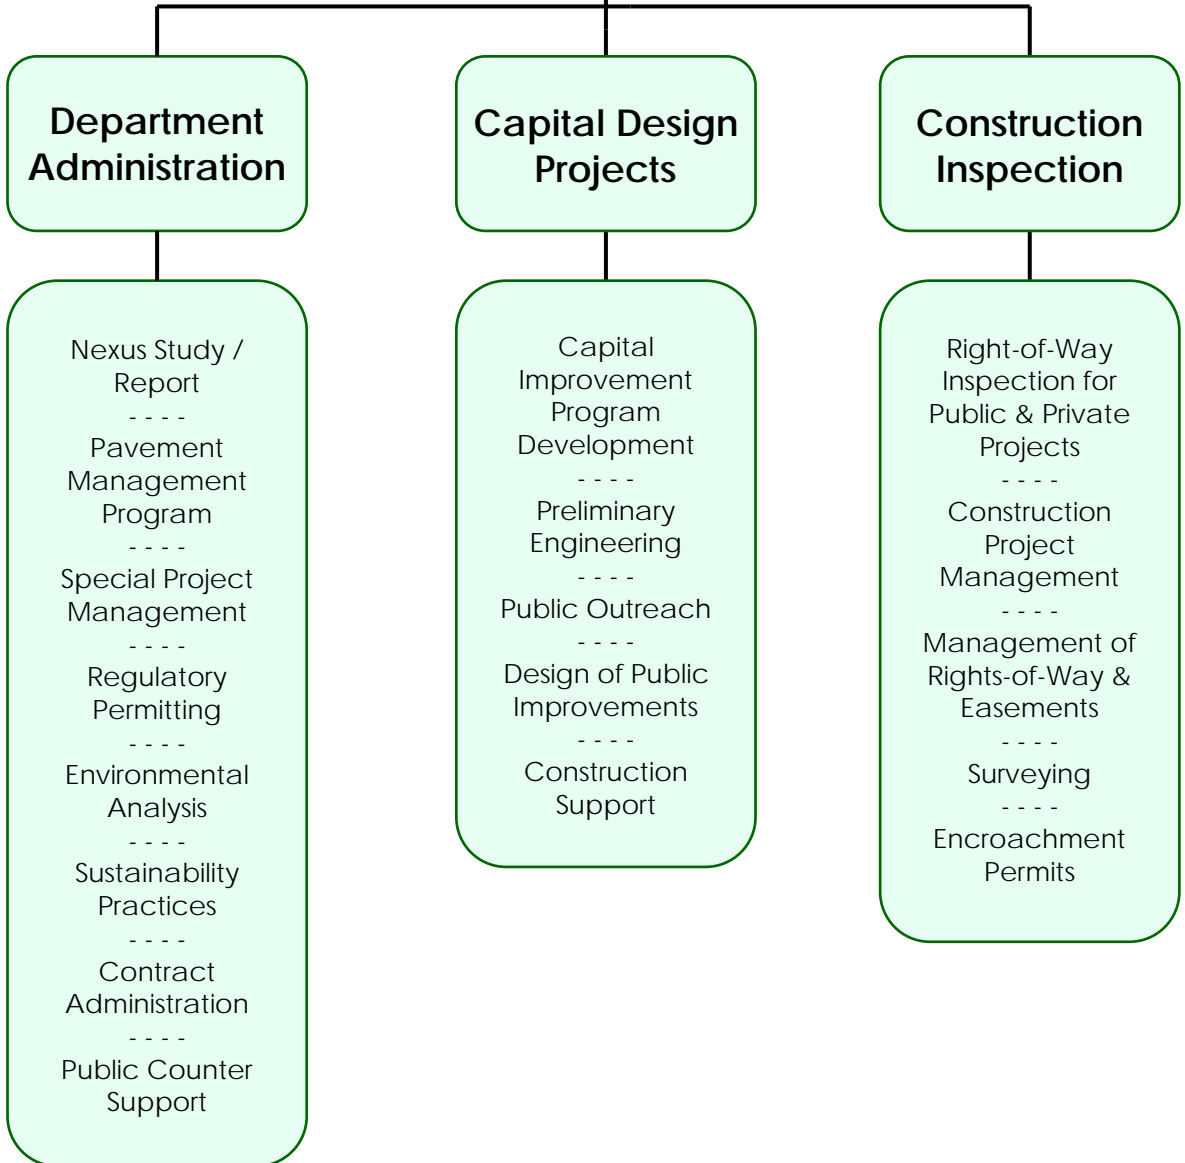 Department
Administration
Nexus Study /
Report
- - - -
Pavement
Management
Program
- - - -
Special Project
Management
- - - -
Regulatory
Permitting
- - - -
Environmental
Analysis
- - - -
Sustainability
Practices
- - - -
Contract
Administration
- - - -
Public Counter
Support
Capital Design
Projects
Capital
Improvement
Program
Development
- - - -
Preliminary
Engineering
- - - -
Public Outreach
- - - -
Design of Public
Improvements
- - - -
Construction
Support
Construction
Inspection
Right-of-Way
Inspection for
Public & Private
Projects
- - - -
Construction
Project
Management
- - - -
Management of
Rights-of-Way &
Easements
- - - -
Surveying
- - - -
Encroachment
Permits